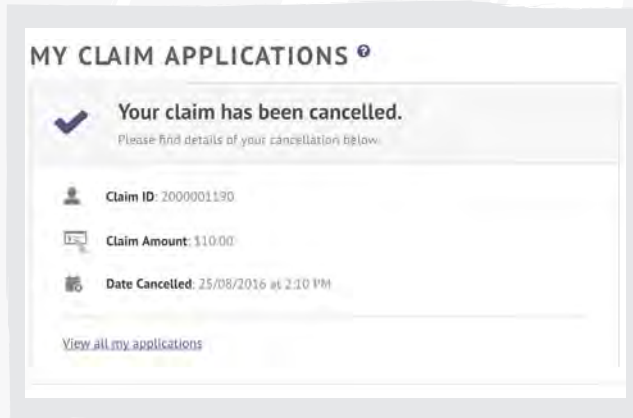 MY CLAIM APPLICATIONS ?
Your claim has been cancelled.
Please find details of your cancellation below.
Claim ID: 2000001190
Claim Amount: $10.00
Date Cancelled: 25/08/2016 at 2:10 PM
View all my applications